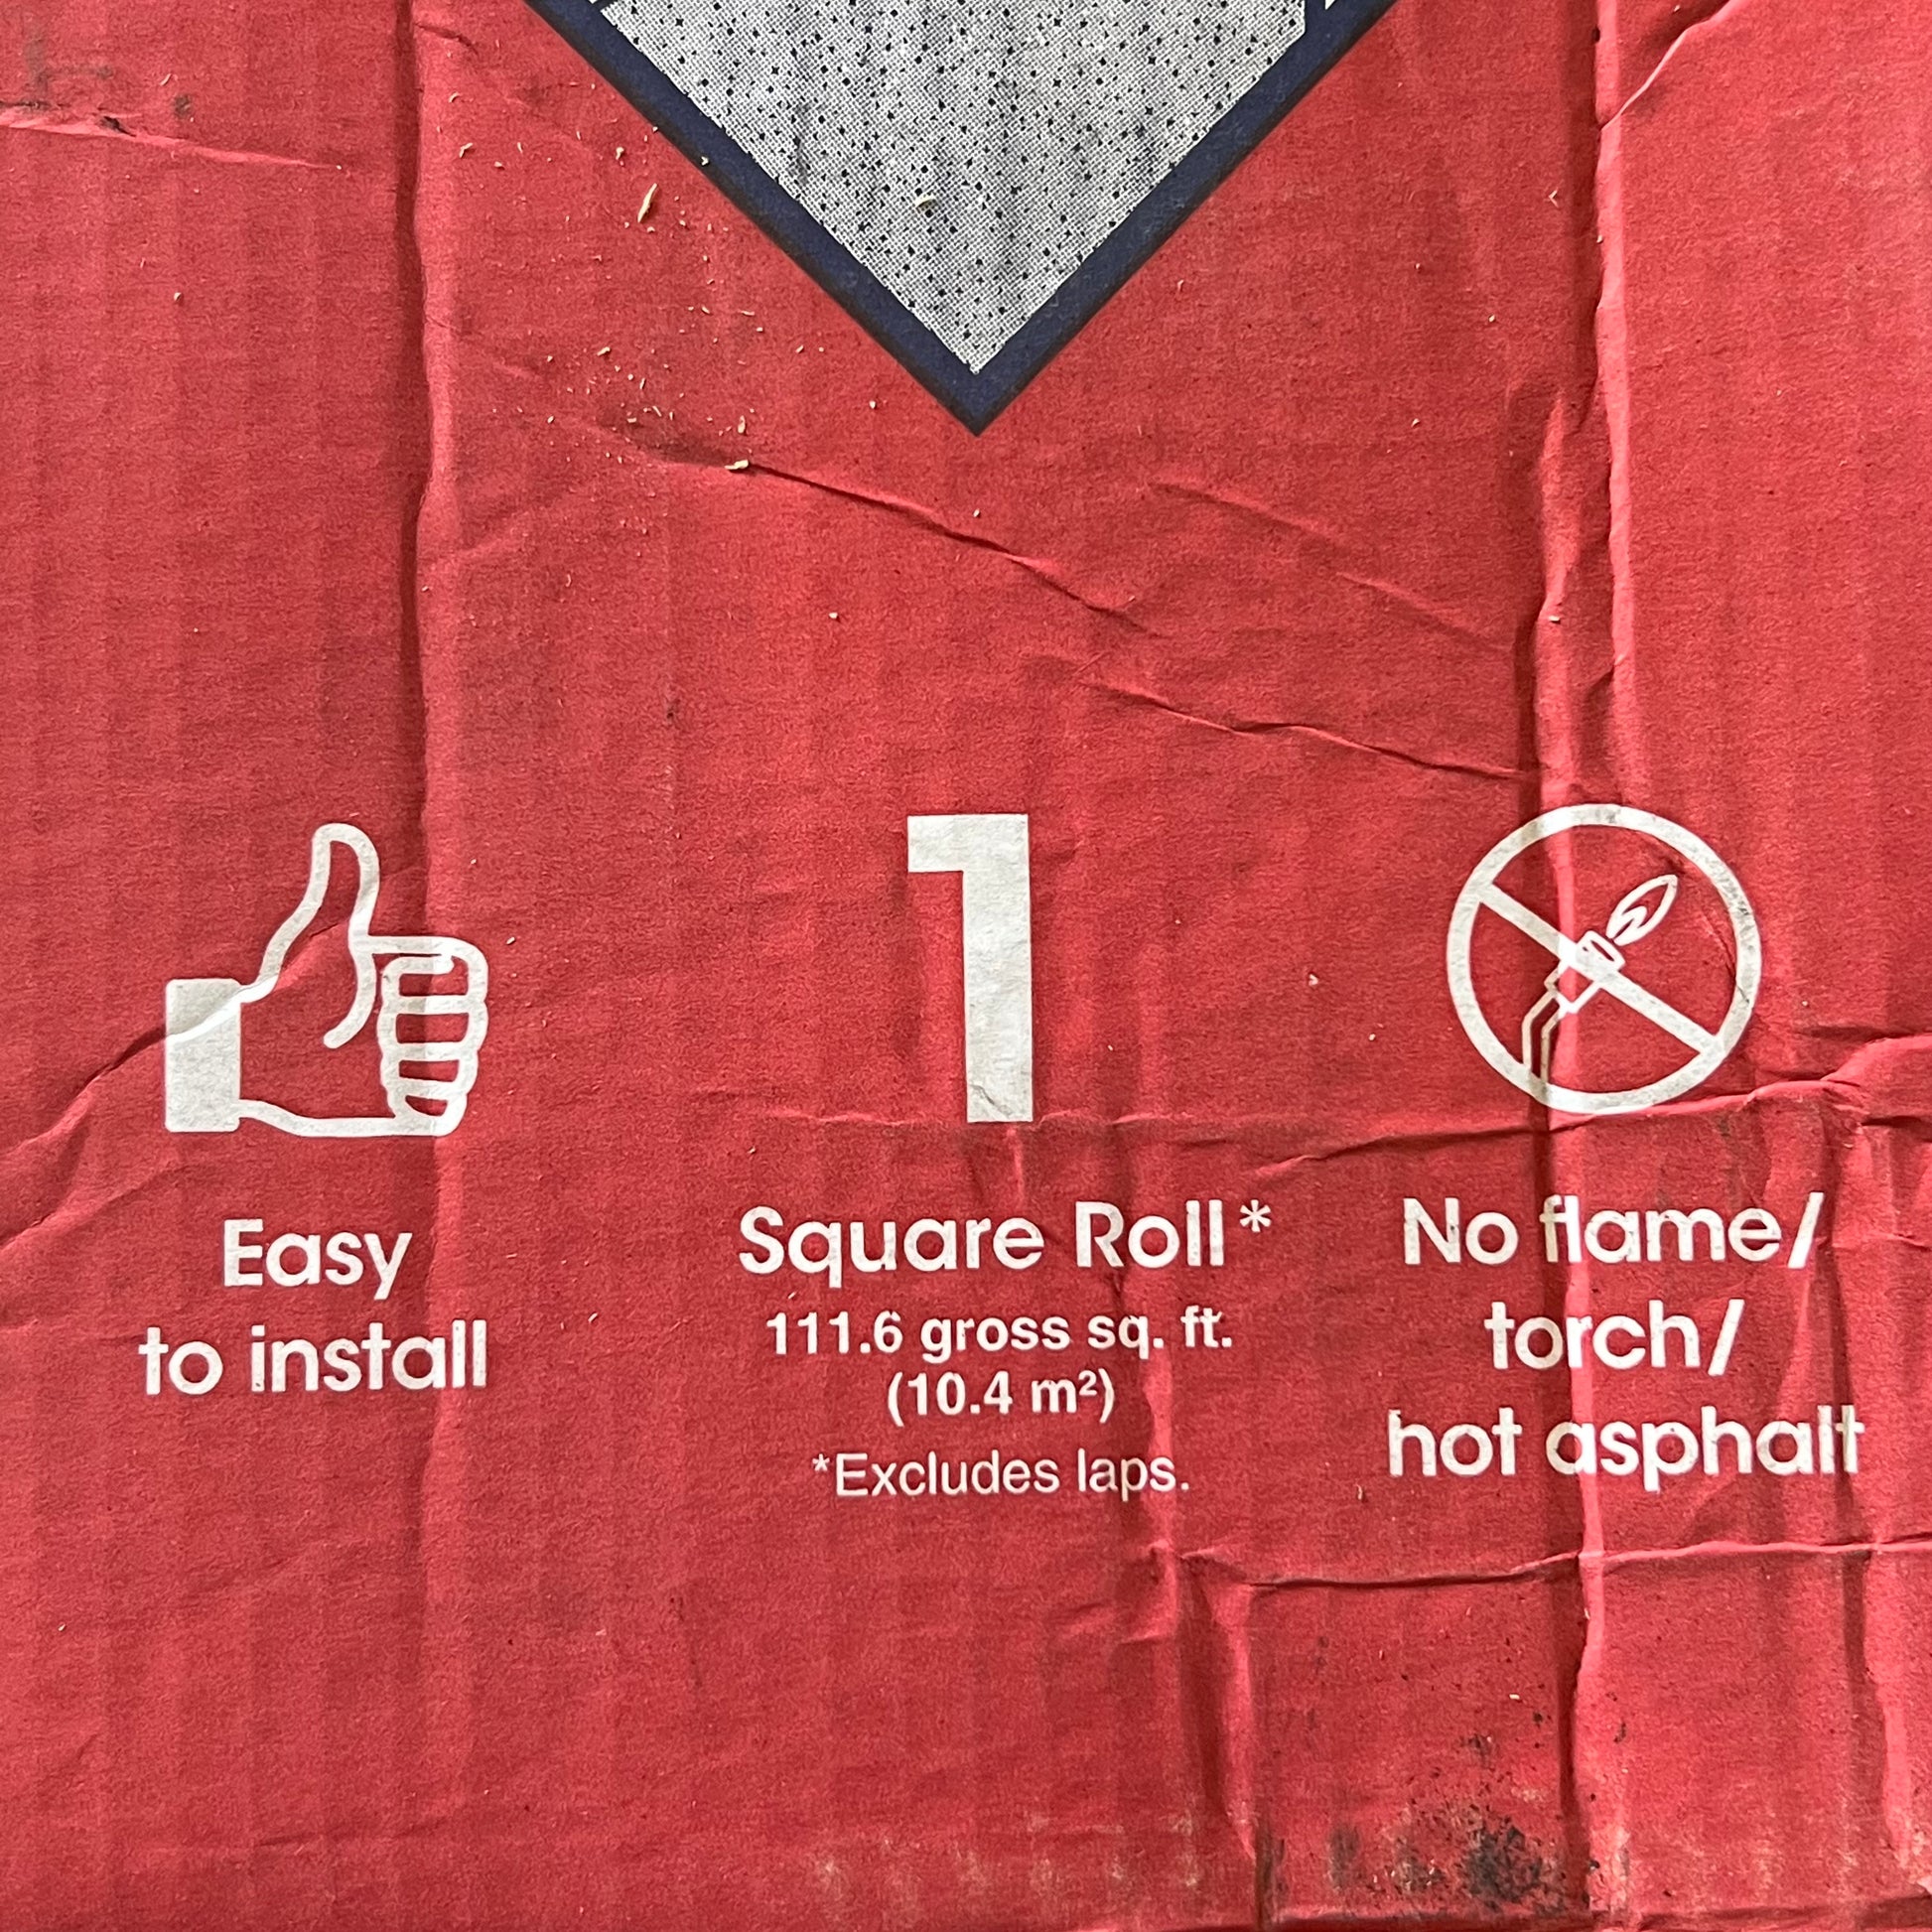 Easy
to install
1
Square Roll*
111.6 gross sq. ft.
(10.4 m²)
*Excludes laps.
No flame/
torch/
hot asphalt